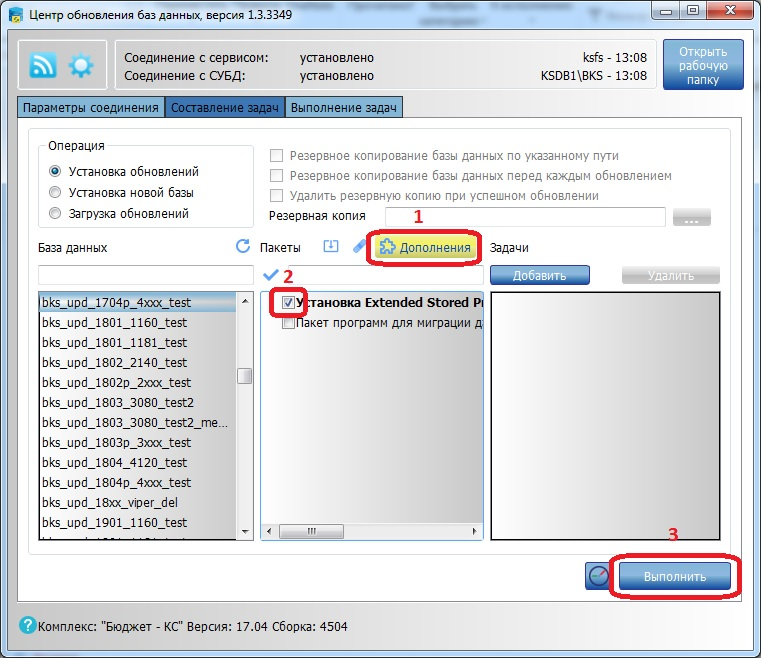 Центр обновления баз данных, версия 1.3.3349
Соединение с сервисом: установлено ksfs - 13:08
Соединение с СУБД: установлено KSDB1\BKS - 13:08
Открыть
рабочую
папку
Параметры соединения Составление задач Выполнение задач
Операция
Установка обновлений
Установка новой базы
Загрузка обновлений
Резервное копирование базы данных по указанному пути
Резервное копирование базы данных перед каждым обновлением
Удалить резервную копию при успешном обновлении
Резервная копия ...
1
База данных Пакеты Дополнения Задачи
2
Добавить Удалить
bks_upd_1704p_4xxx_test
bks_upd_1801_1160_test
bks_upd_1801_1181_test
bks_upd_1802_2140_test
bks_upd_1802p_2xxx_test
bks_upd_1803_3080_test2
bks_upd_1803_3080_test2_me...
bks_upd_1803p_3xxx_test
bks_upd_1804_4120_test
bks_upd_1804p_4xxx_test
bks_upd_18xx_viper_del
bks_upd_1901_1160_test
Установка Extended Stored Pr
Пакет программ для миграции д
3
Выполнить
Комплекс: "Бюджет - КС" Версия: 17.04 Сборка: 4504